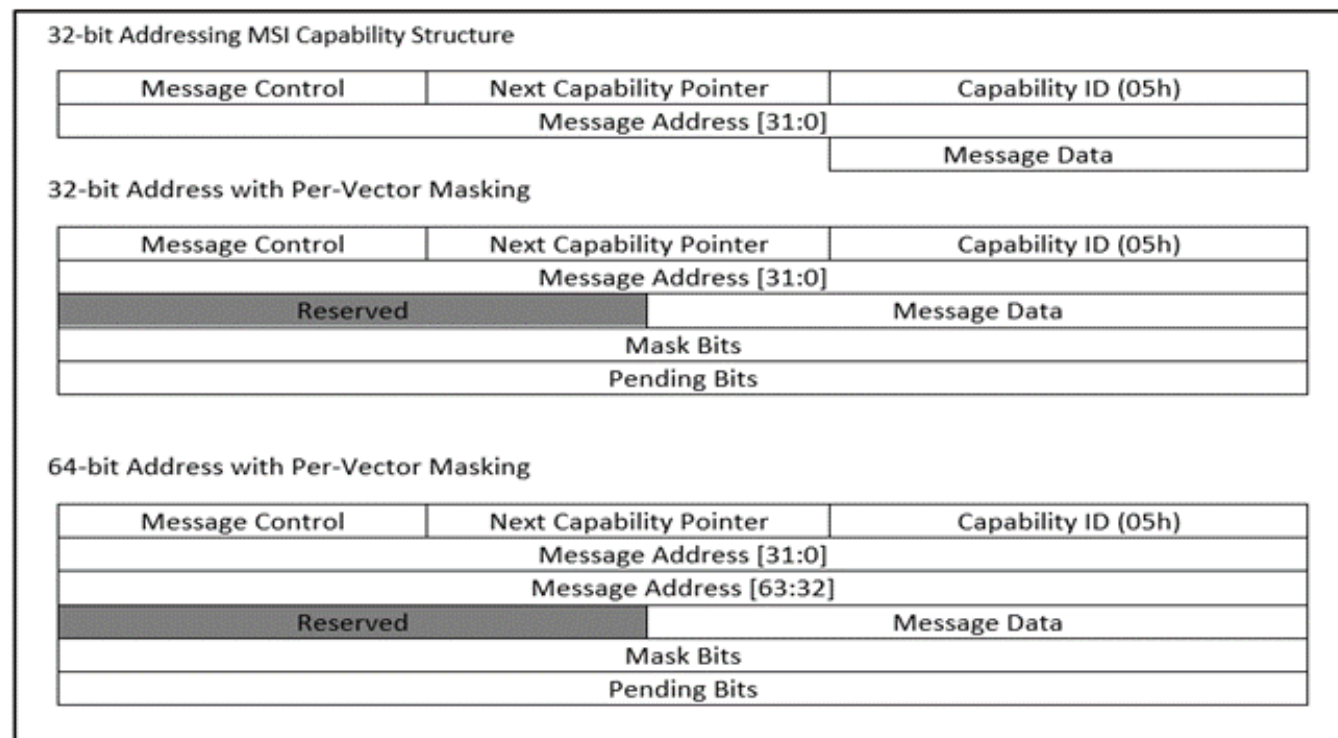 32-bit Addressing MSI Capability Structure
Message Control Next Capability Pointer Capability ID (05h)
Message Address [31:0]
Message Data
32-bit Address with Per-Vector Masking
Message Control Next Capability Pointer Capability ID (05h)
Message Address [31:0]
Reserved Message Data
Mask Bits
Pending Bits
64-bit Address with Per-Vector Masking
Message Control Next Capability Pointer Capability ID (05h)
Message Address [31:0]
Message Address [63:32]
Reserved Message Data
Mask Bits
Pending Bits